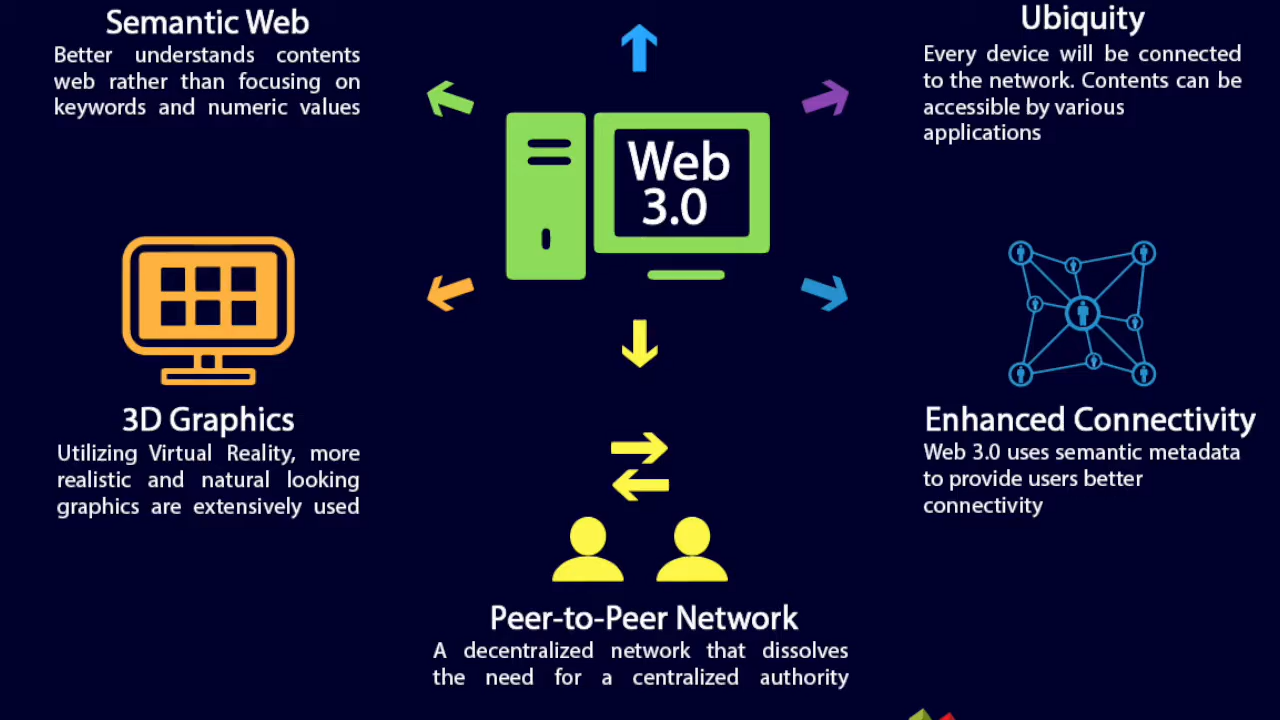 Semantic Web
Better understands contents
web rather than focusing on
keywords and numeric values
Ubiquity
Every device will be connected
to the network. Contents can be
accessible by various
applications
Web
3.0
3D Graphics
Utilizing Virtual Reality, more
realistic and natural looking
graphics are extensively used
Enhanced Connectivity
Web 3.0 uses semantic metadata
to provide users better
connectivity
Peer-to-Peer Network
A decentralized network that dissolves
the need for a centralized authority